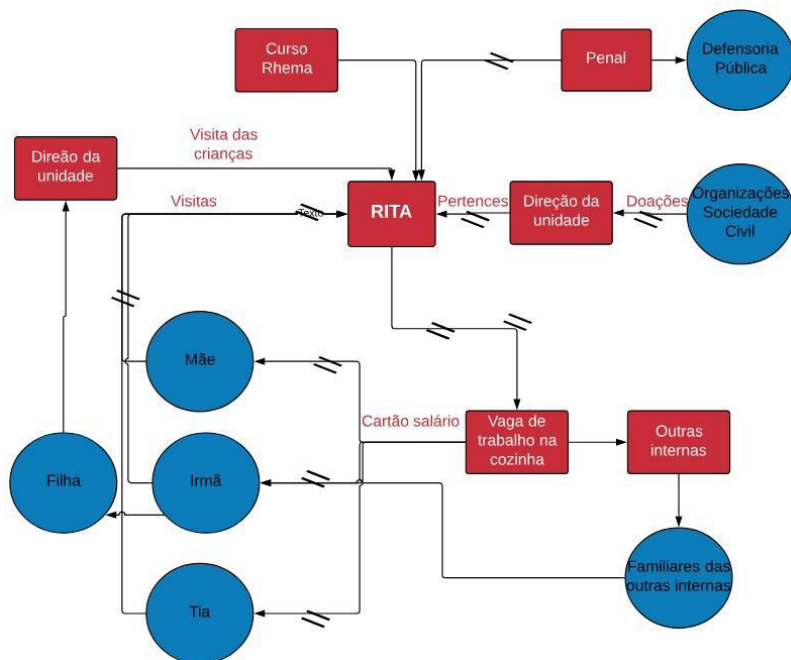 Curso
Rhema
Penal
Defensoria
Pública
Visita das
crianças
Direão da
unidade
Visitas
Texto
RITA
Pertences
Direção da
unidade
Doações
Organizações
Sociedade
Civil
Mãe
Cartão salário
Vaga de
trabalho na
cozinha
Outras
internas
Filha
Irmã
Familiares das
outras internas
Tia